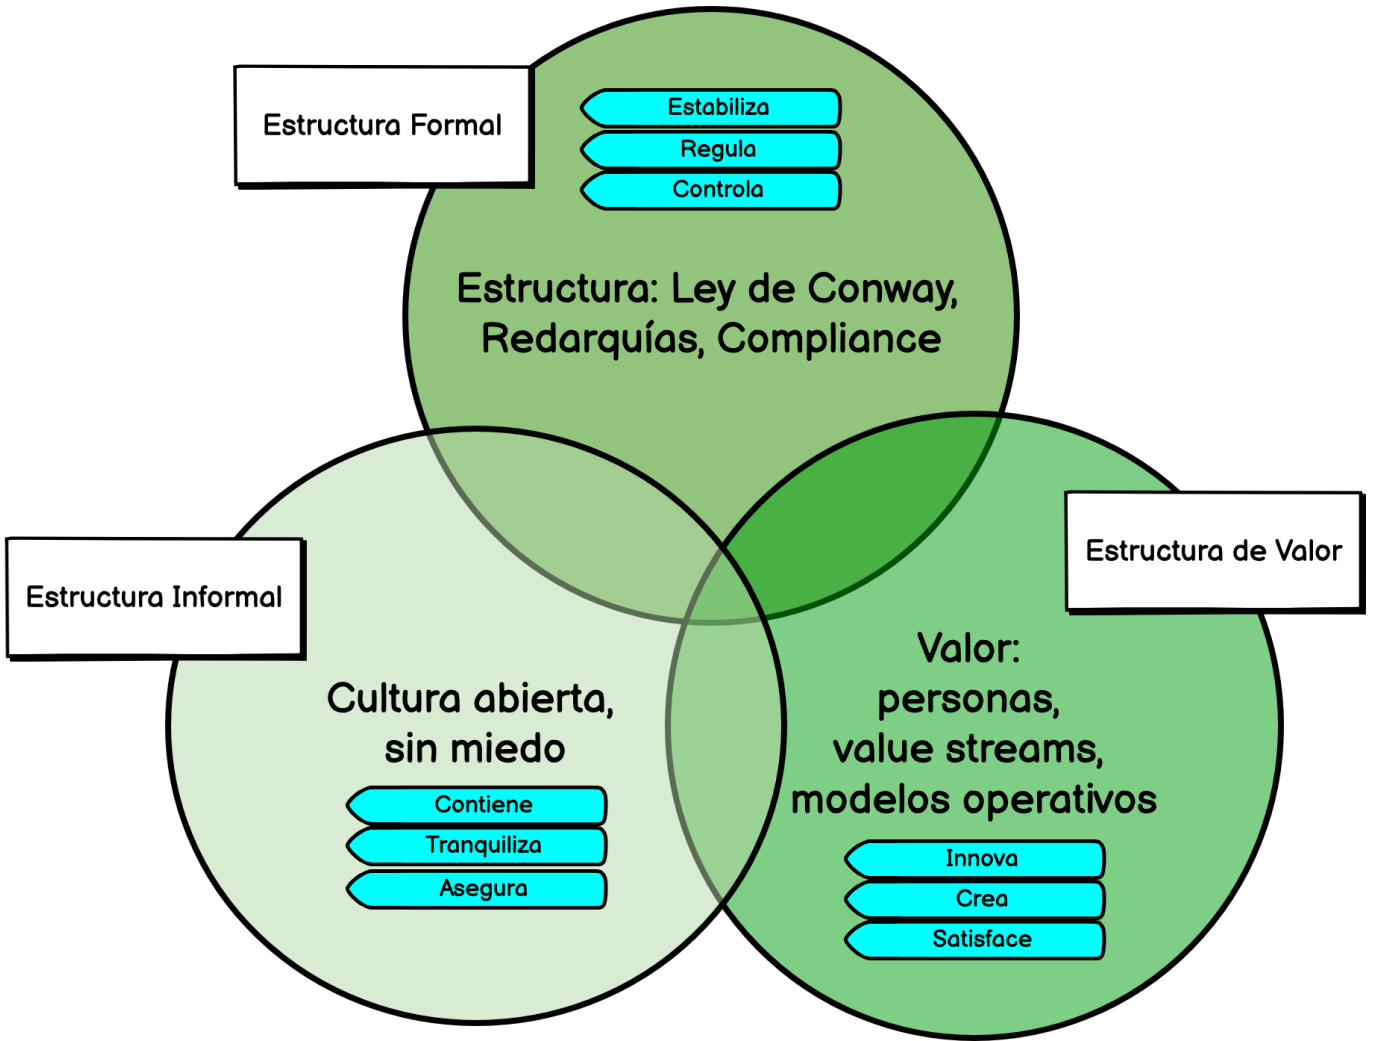 Estructura Formal
Estabiliza
Regula
Controla
Estructura: Ley de Conway,
Redarquías, Compliance
Estructura Informal
Cultura abierta,
sin miedo
Contiene
Tranquiliza
Asegura
Estructura de Valor
Valor:
personas,
value streams,
modelos operativos
Innova
Crea
Satisface